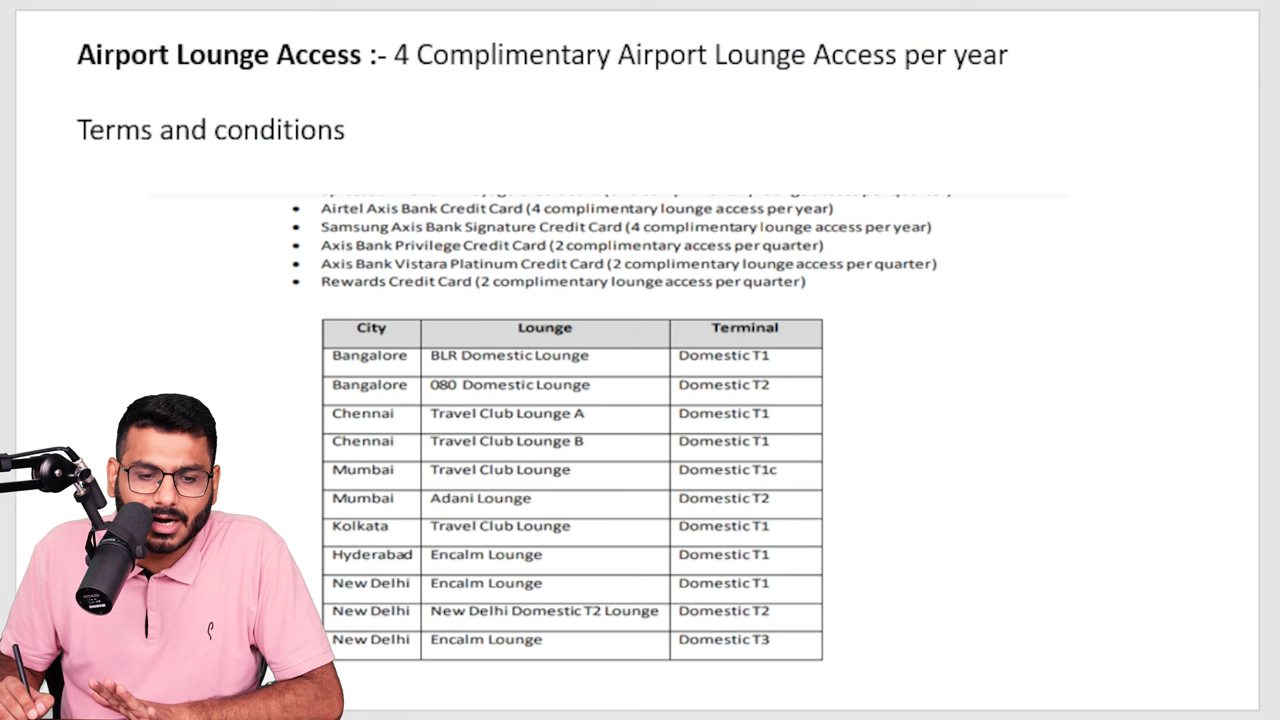 Airport Lounge Access :- 4 Complimentary Airport Lounge Access per year
Terms and conditions
• Airtel Axis Bank Credit Card (4 complimentary lounge access per year)
• Samsung Axis Bank Signature Credit Card (4 complimentary lounge access per year)
• Axis Bank Privilege Credit Card (2 complimentary access per quarter)
• Axis Bank Vistara Platinum Credit Card (2 complimentary lounge access per quarter)
• Rewards Credit Card (2 complimentary lounge access per quarter)
City Lounge Terminal
Bangalore BLR Domestic Lounge Domestic T1
Bangalore 080 Domestic Lounge Domestic T2
Chennai Travel Club Lounge A Domestic T1
Chennai Travel Club Lounge B Domestic T1
Mumbai Travel Club Lounge Domestic T1c
Mumbai Adani Lounge Domestic T2
Kolkata Travel Club Lounge Domestic T1
Hyderabad Encalm Lounge Domestic T1
New Delhi Encalm Lounge Domestic T1
New Delhi New Delhi Domestic T2 Lounge Domestic T2
New Delhi Encalm Lounge Domestic T3